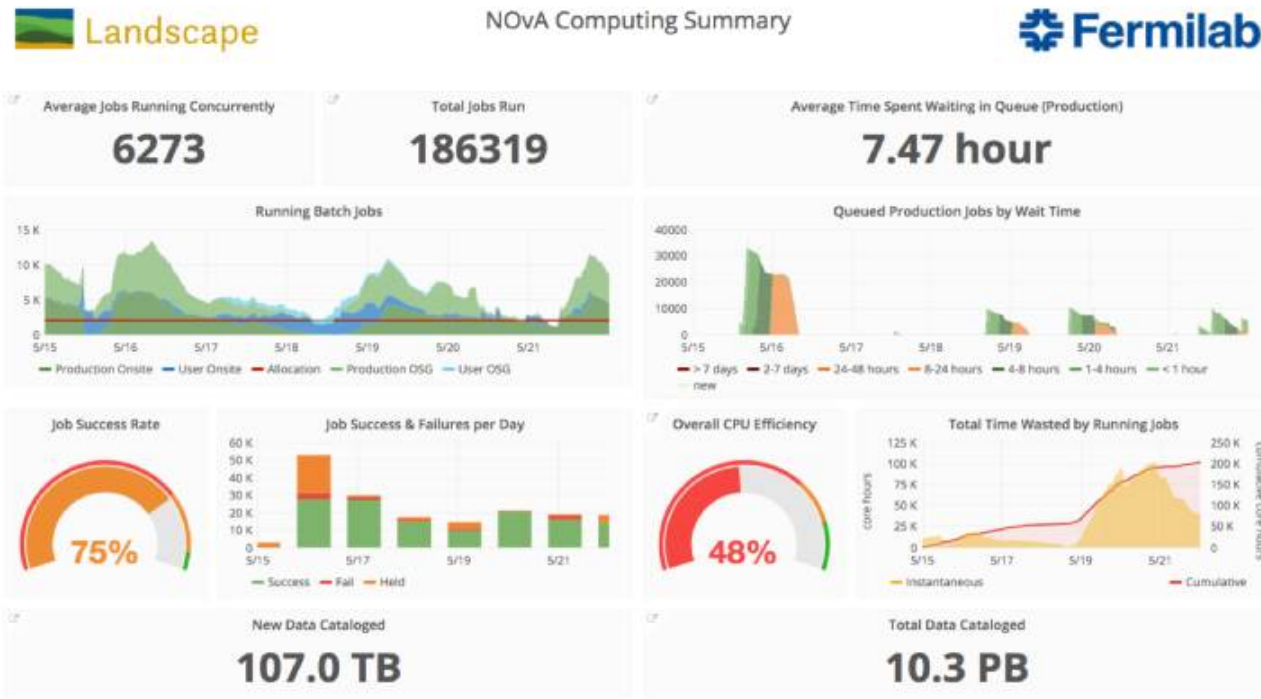 Landscape
NOvA Computing Summary
Fermilab
Average Jobs Running Concurrently
6273
Total Jobs Run
186319
Average Time Spent Waiting in Queue (Production)
7.47 hour
Running Batch Jobs
15 K
10 K
5 K
0
5/15 5/16 5/17 5/18 5/19 5/20 5/21
Production Onsite User Onsite Allocation Production OSG User OSG
Queued Production Jobs by Wait Time
40000
30000
20000
10000
0
5/15 5/16 5/17 5/18 5/19 5/20 5/21
> 7 days 2-7 days 24-48 hours 8-24 hours 4-8 hours 1-4 hours < 1 hour
new
Job Success Rate
75%
Job Success & Failures per Day
60 K
50 K
40 K
30 K
20 K
10 K
0
5/15 5/17 5/19 5/21
Success Fail Held
Overall CPU Efficiency
48%
Total Time Wasted by Running Jobs
core hours
125 K
100 K
75 K
50 K
25 K
0
250 K
200 K
150 K
100 K
50 K
0
cumulative core hours
5/15 5/17 5/19 5/21
Instantaneous Cumulative
New Data Cataloged
107.0 TB
Total Data Cataloged
10.3 PB